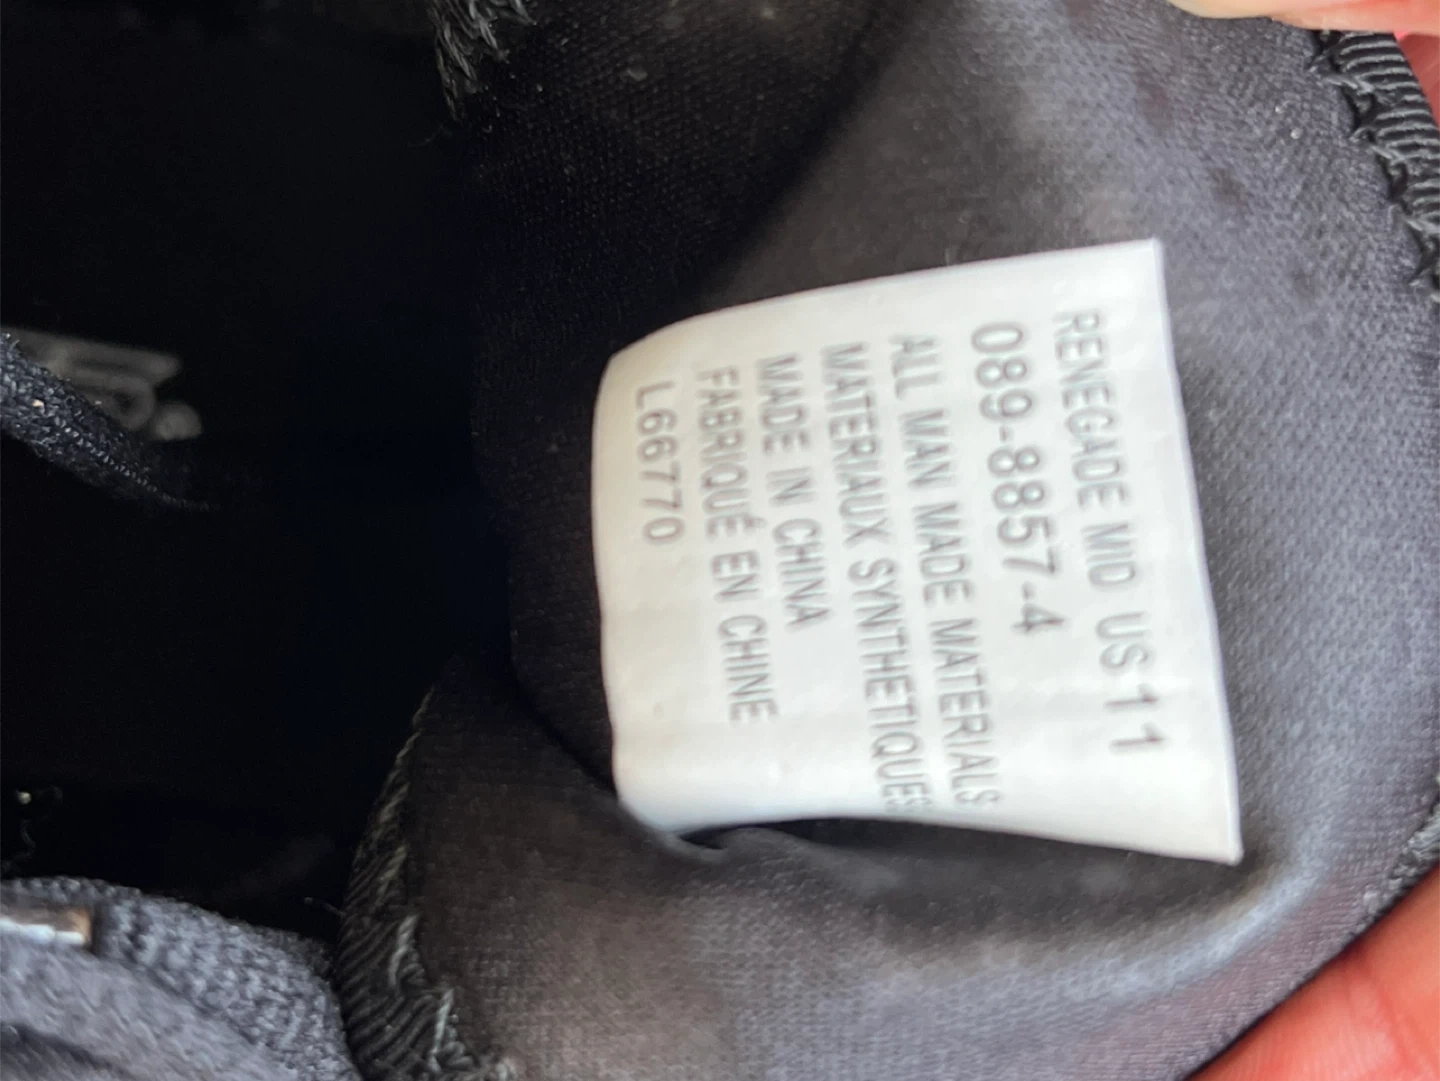 RENEGADE MID US 11
089-8857-4
ALL MAN MADE MATERIALS
MATERIAUX SYNTHETIQUES
MADE IN CHINA
FABRIQUÉ EN CHINE
L66770